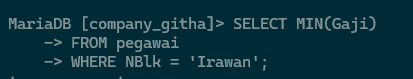 MariaDB [company_githa]> SELECT MIN(Gaji)
-> FROM pegawai
-> WHERE NBlk = 'Irawan';